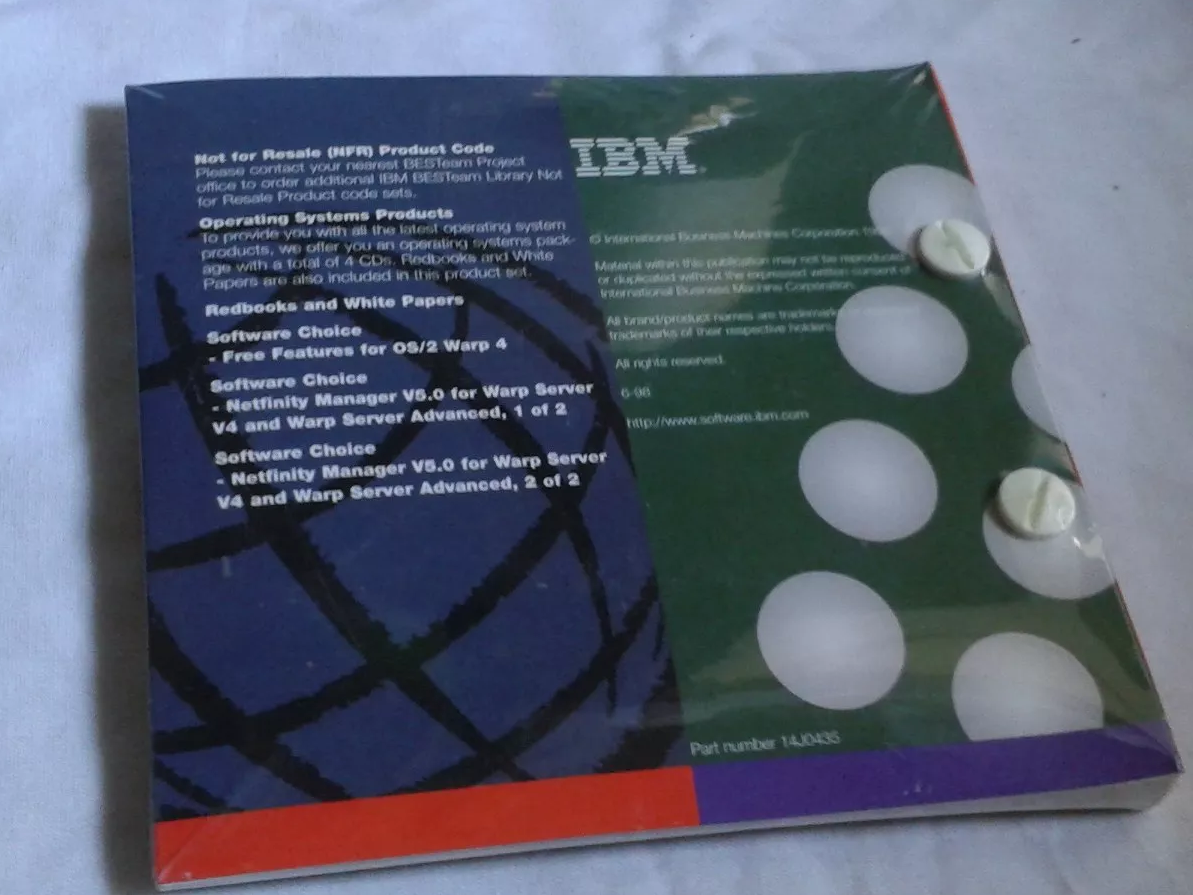 Not for Resale (NFR) Product Code
Please contact your nearest BESTeam Project
office to order additional IBM BESTeam Library Not
for Resale Product code sets.
Operating Systems Products
To provide you with all the latest operating system
products, we offer you an operating systems pack-
age with a total of 4 CDs. Redbooks and White
Papers are also included in this product set.
Redbooks and White Papers
Software Choice
- Free Features for OS/2 Warp 4
Software Choice
- Netfinity Manager V5.0 for Warp Server
V4 and Warp Server Advanced, 1 of 2
Software Choice
- Netfinity Manager V5.0 for Warp Server
V4 and Warp Server Advanced, 2 of 2
IBM
© International Business Machines Corporation
Material within this publication may not be reproduced
or duplicated without the expressed written consent of
International Business Machine Corporation.
All brand/product names are trademark
trademarks of their respective holders.
All rights reserved.
6-98
http://www.software.ibm.com
Part number 14J0435